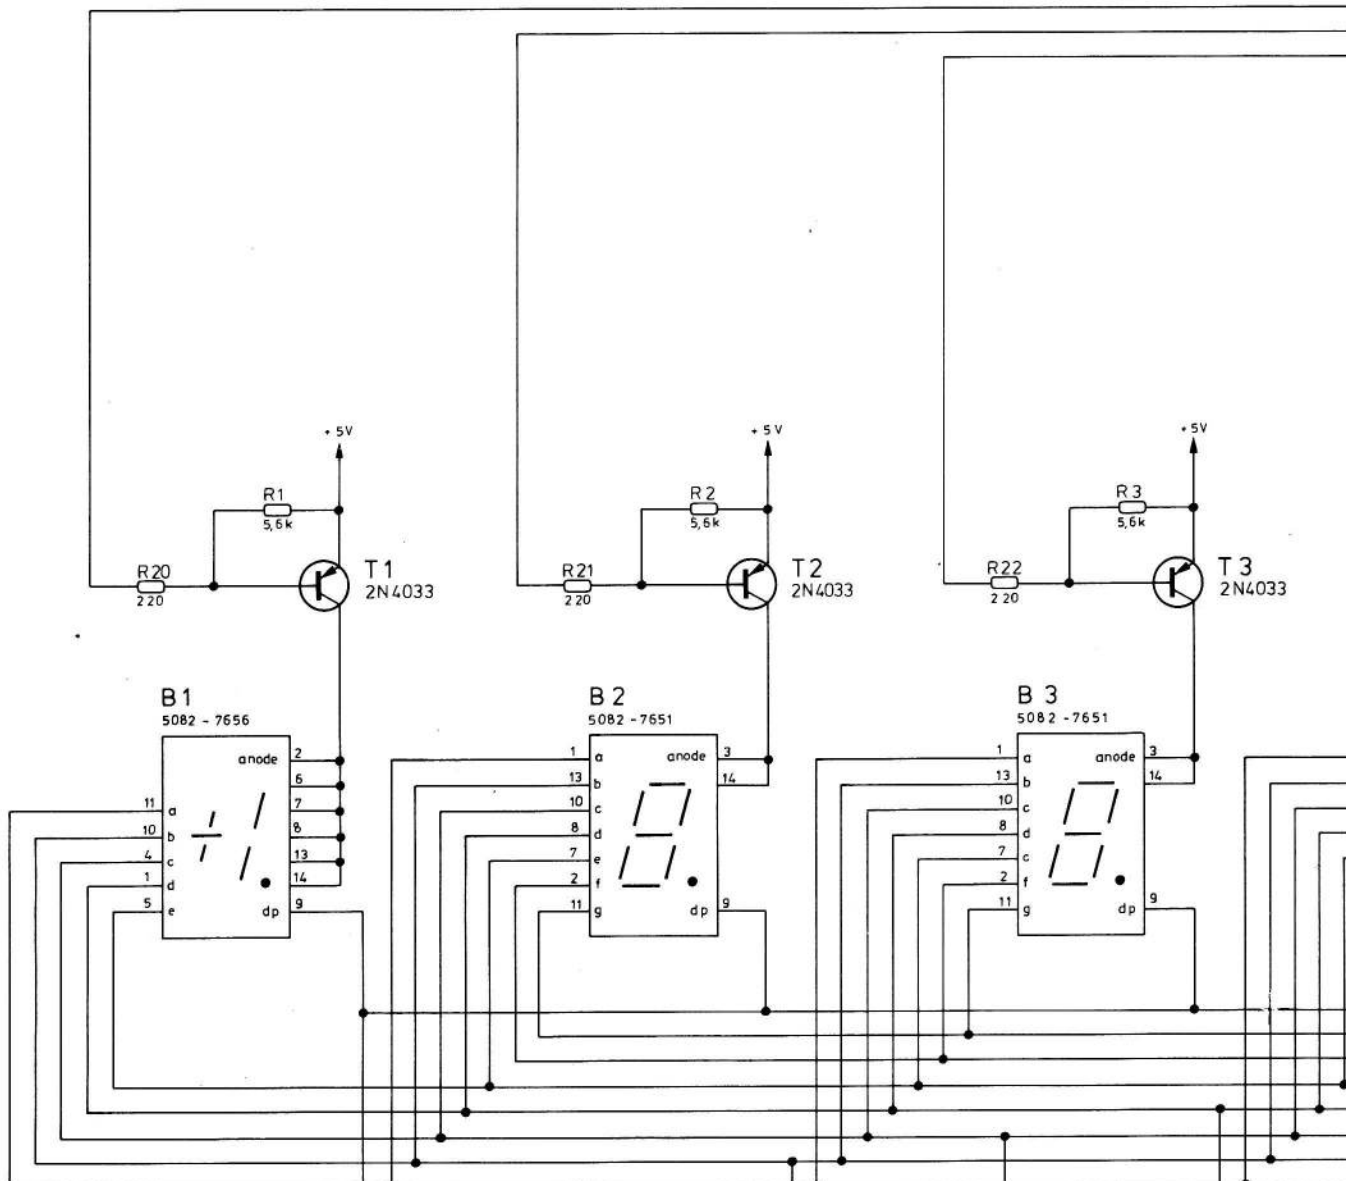 + 5V
+ 5V
+ 5V
R1
5,6k
R2
5,6k
R3
5,6k
R20
220
T1
2N4033
R21
220
T2
2N4033
R22
220
T3
2N4033
B1
5082 - 7656
B2
5082 - 7651
B3
5082 - 7651
anode 2
6
11 a 7
10 b 8
4 c 13
1 d 14
5 e dp 9
1 a anode 3
13 b 14
10 c
8 d
7 e
2 f
11 g dp 9
1 a anode 3
13 b 14
10 c
8 d
7 c
2 f
11 g dp 9